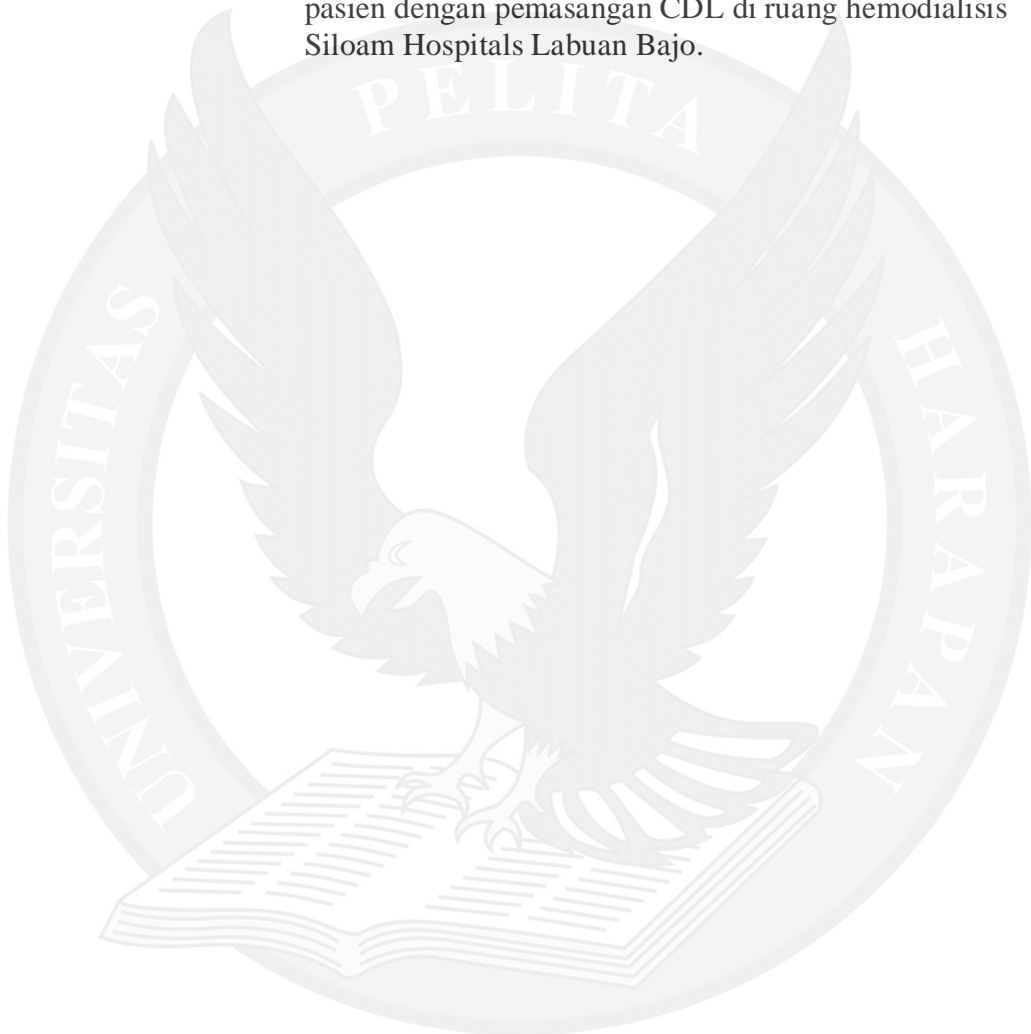 pasien dengan pemasangan CDL di ruang hemodialisis
Siloam Hospitals Labuan Bajo.
PELITA
UNIVERSITAS
HARAPAN